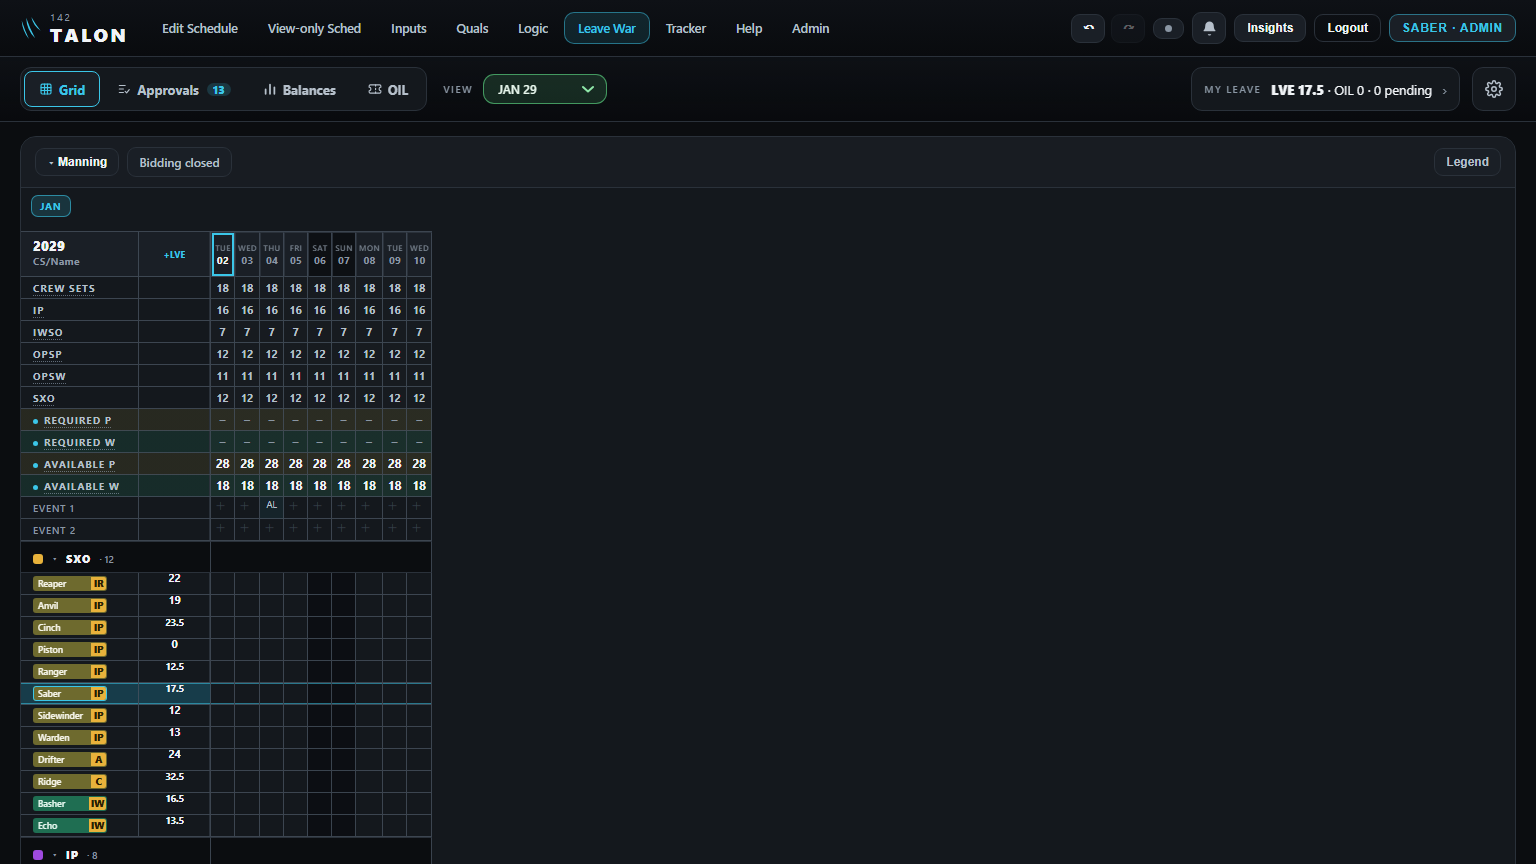 142
TALON
Edit Schedule
View-only Sched
Inputs
Quals
Logic
Leave War
Tracker
Help
Admin
Insights
Logout
SABER · ADMIN
Grid
Approvals 13
Balances
OIL
VIEW
JAN 29
MY LEAVE LVE 17.5 · OIL 0 · 0 pending ›
Manning
Bidding closed
Legend
JAN
2029
CS/Name
+LVE
TUE 02
WED 03
THU 04
FRI 05
SAT 06
SUN 07
MON 08
TUE 09
WED 10
CREW SETS 18 18 18 18 18 18 18 18 18
IP 16 16 16 16 16 16 16 16 16
IWSO 7 7 7 7 7 7 7 7 7
OPSP 12 12 12 12 12 12 12 12 12
OPSW 11 11 11 11 11 11 11 11 11
SXO 12 12 12 12 12 12 12 12 12
REQUIRED P – – – – – – – – –
REQUIRED W – – – – – – – – –
AVAILABLE P 28 28 28 28 28 28 28 28 28
AVAILABLE W 18 18 18 18 18 18 18 18 18
EVENT 1 + + AL + + + + + +
EVENT 2 + + + + + + + + +
· SXO · 12
Reaper IR 22
Anvil IP 19
Cinch IP 23.5
Piston IP 0
Ranger IP 12.5
Saber IP 17.5
Sidewinder IP 12
Warden IP 13
Drifter A 24
Ridge C 32.5
Basher IW 16.5
Echo IW 13.5
· IP · 8